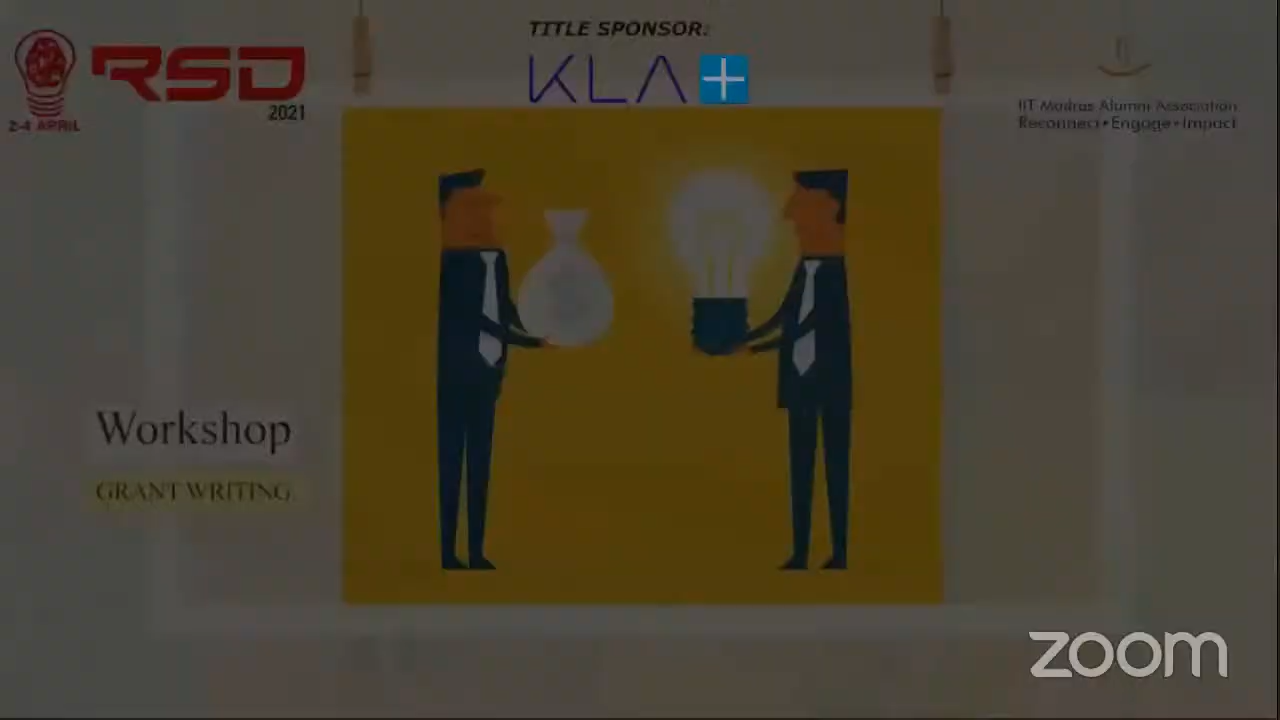 TITLE SPONSOR:
KLA+
RSD
2021
2-4 APRIL
IIT Madras Alumni Association
Reconnect•Engage•Impact
Workshop
GRANT WRITING
zoom